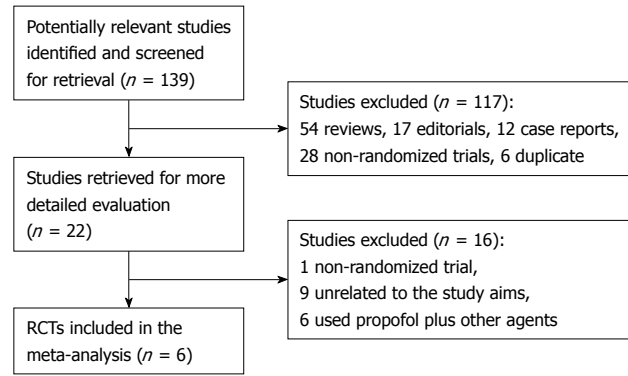 Potentially relevant studies
identified and screened
for retrieval (n = 139)
Studies excluded (n = 117):
54 reviews, 17 editorials, 12 case reports,
28 non-randomized trials, 6 duplicate
Studies retrieved for more
detailed evaluation
(n = 22)
Studies excluded (n = 16):
1 non-randomized trial,
9 unrelated to the study aims,
6 used propofol plus other agents
RCTs included in the
meta-analysis (n = 6)